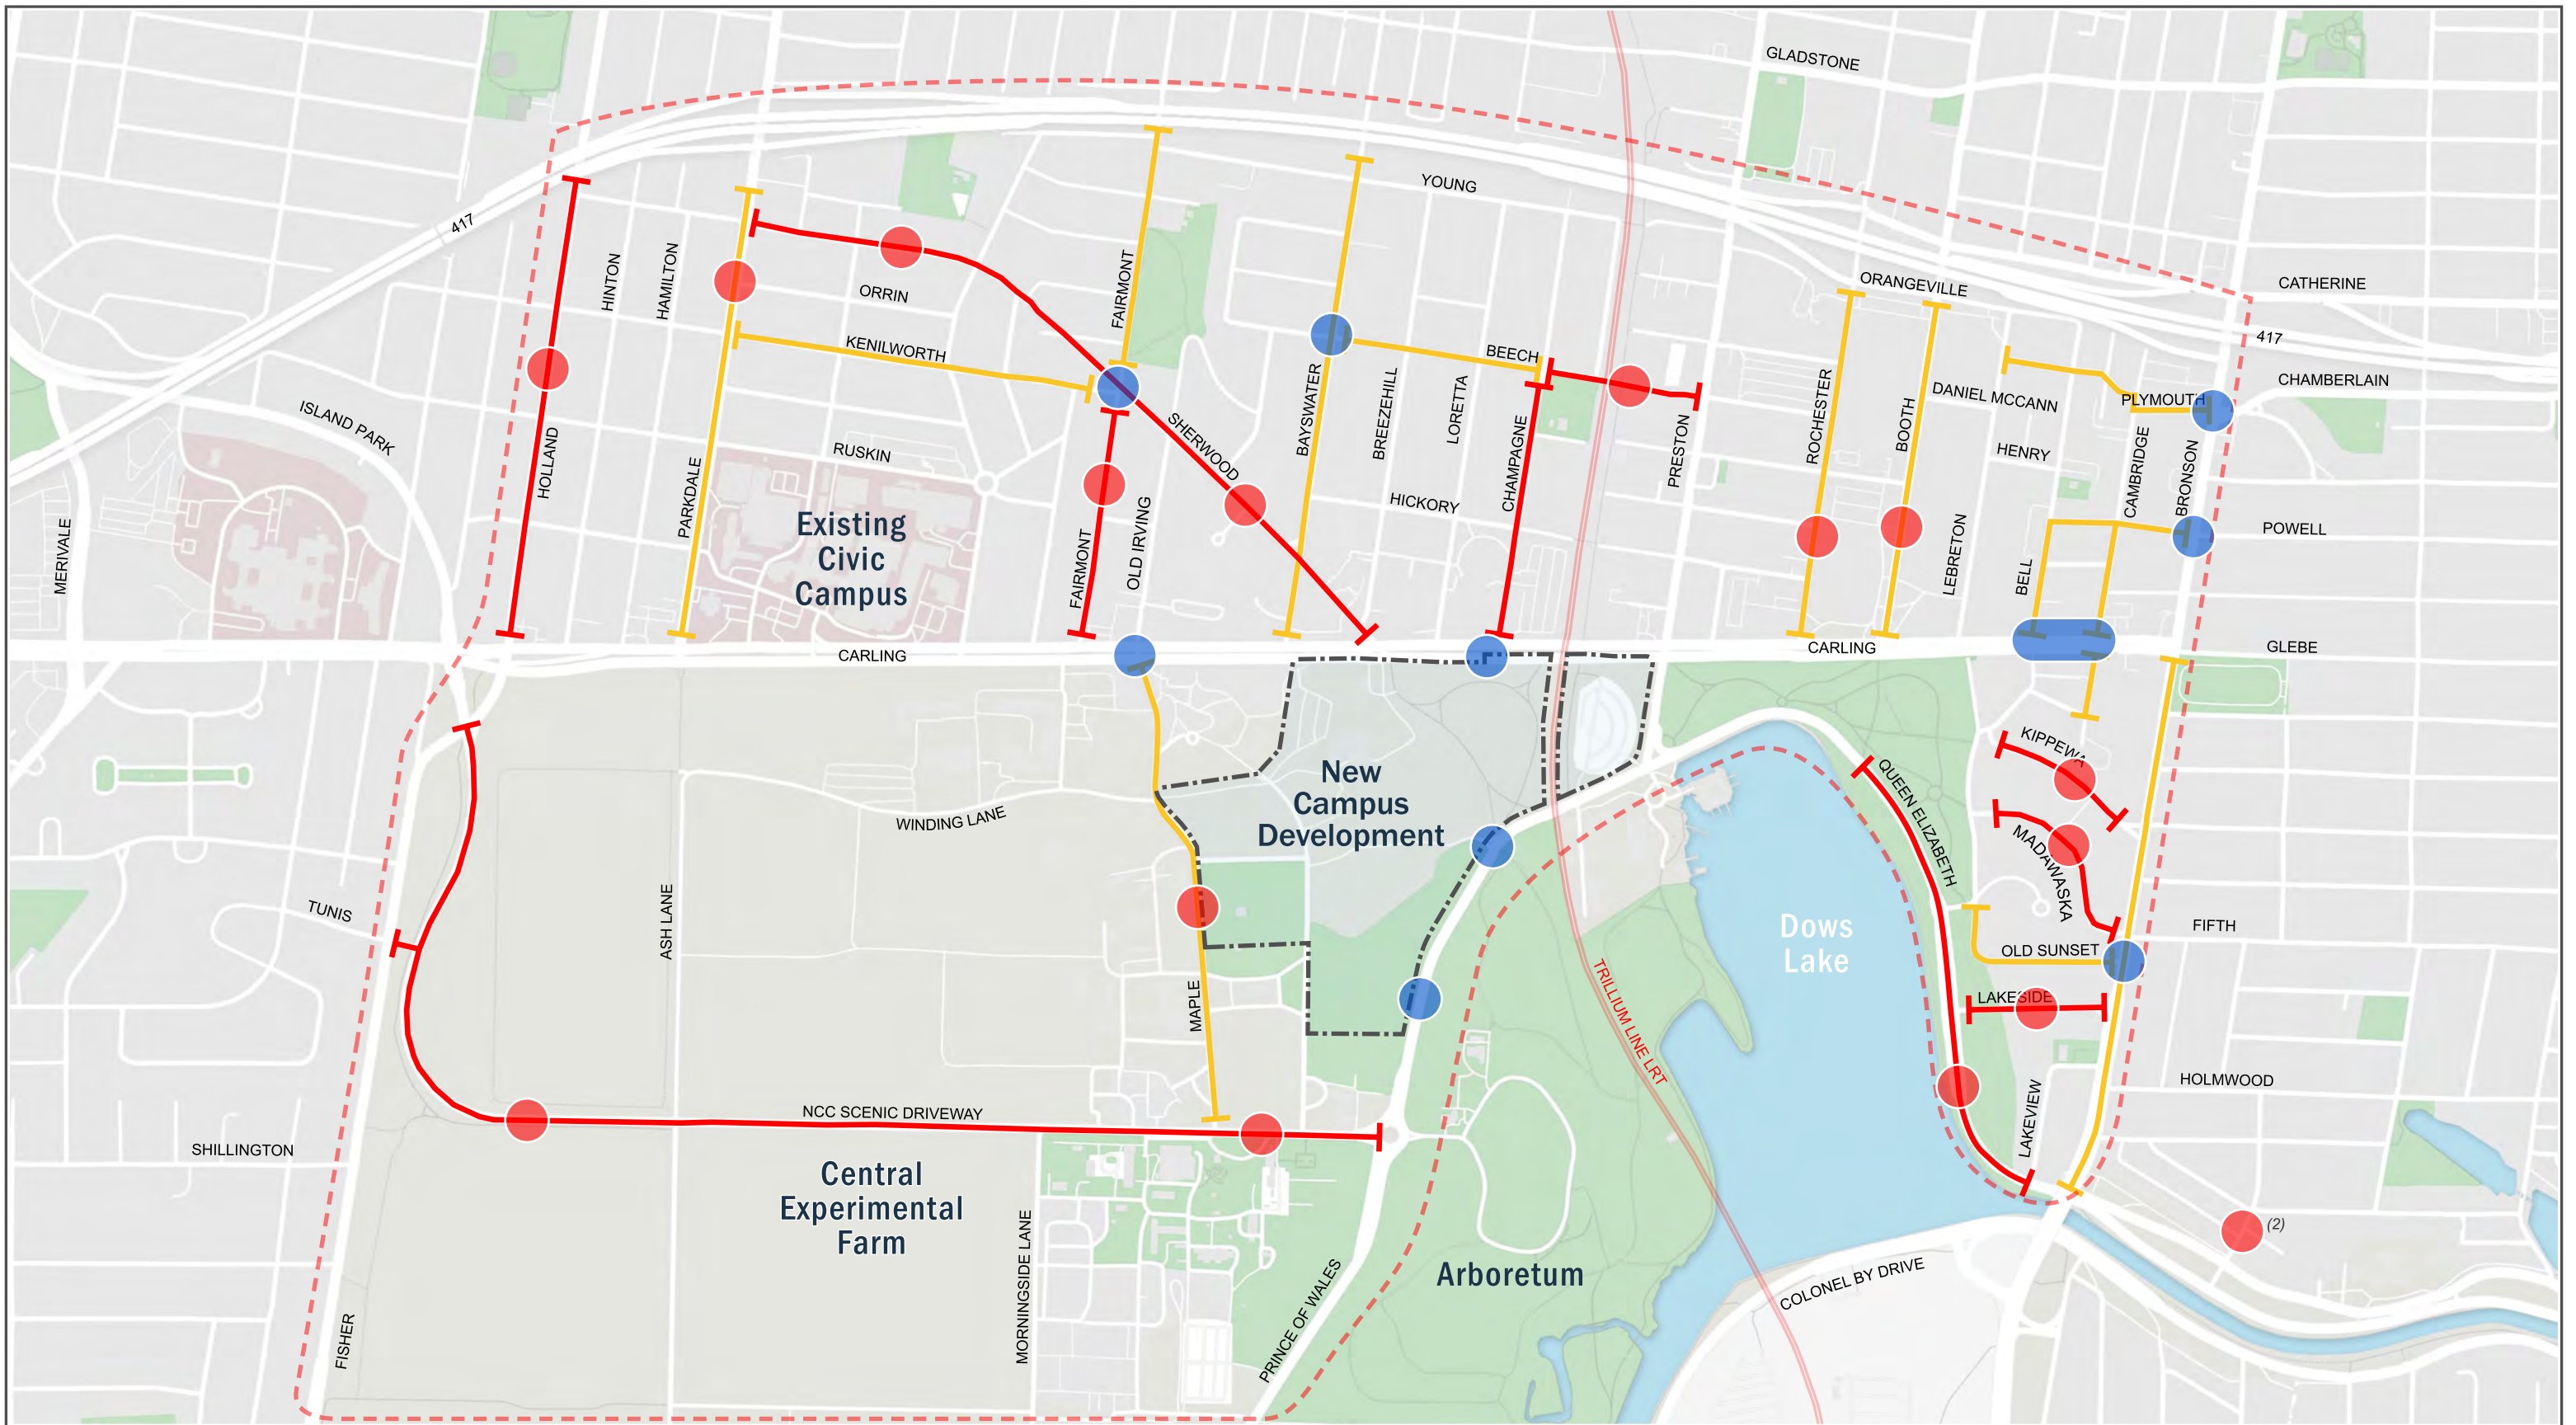 GLADSTONE
417
YOUNG
HINTON
HAMILTON
FAIRMONT
ORRIN
ORANGEVILLE
CATHERINE
417
KENILWORTH
BEECH
CHAMBERLAIN
ISLAND PARK
HOLLAND
RUSKIN
PARKDALE
SHERWOOD
BAYSWATER
BREEZEHILL
LORETTA
CHAMPAGNE
PRESTON
ROCHESTER
BOOTH
DANIEL MCCANN
PLYMOUTH
HENRY
CAMBRIDGE
BRONSON
HICKORY
MERIVALE
Existing
Civic
Campus
FAIRMONT
OLD IRVING
LEBRETON
BELL
POWELL
CARLING
CARLING
GLEBE
KIPPEWA
New
Campus
Development
WINDING LANE
QUEEN ELIZABETH
MADAWASKA
TUNIS
ASH LANE
Dows
Lake
FIFTH
OLD SUNSET
MAPLE
TRILLIUM LINE LRT
LAKESIDE
HOLMWOOD
NCC SCENIC DRIVEWAY
LAKEVIEW
SHILLINGTON
Central
Experimental
Farm
MORNINGSIDE LANE
PRINCE OF WALES
Arboretum
COLONEL BY DRIVE
(2)
FISHER